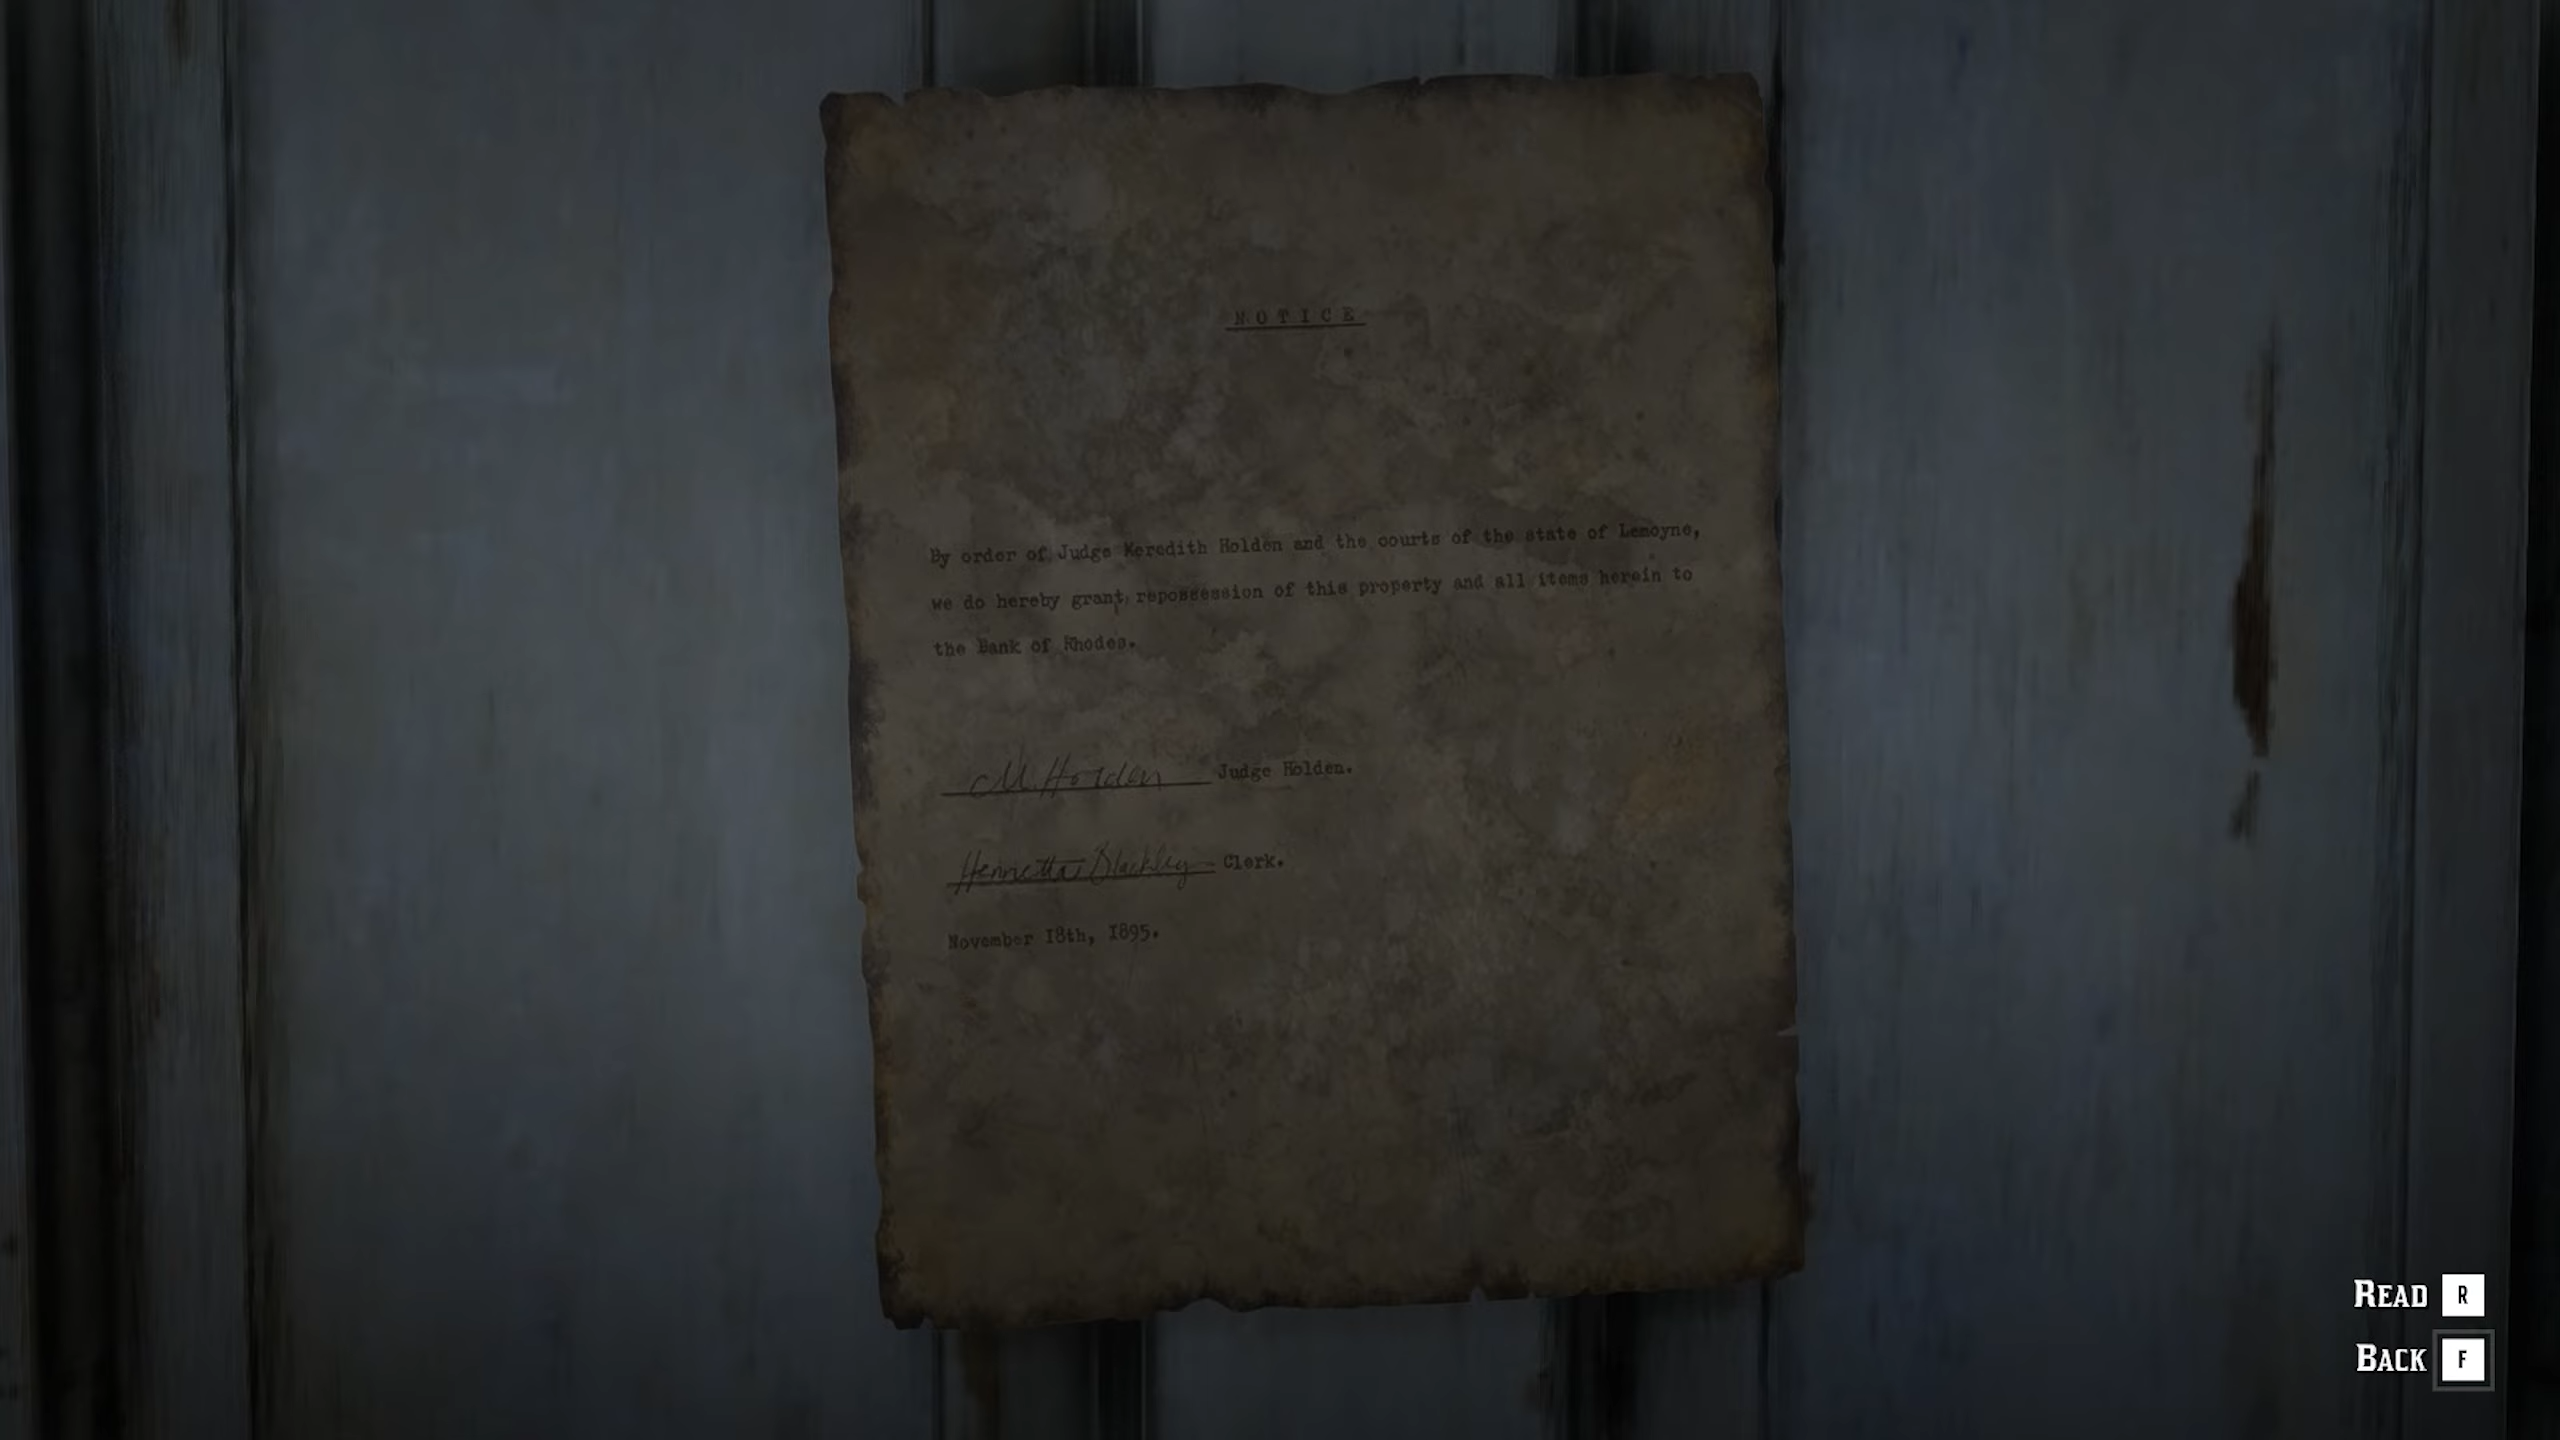 NOTICE
By order of Judge Meredith Holden and the courts of the state of Lemoyne,
we do hereby grant repossession of this property and all items herein to
the Bank of Rhodes.
M. Holden Judge Holden.
Henrietta Blackley Clerk.
November 18th, 1895.
READ R
BACK F